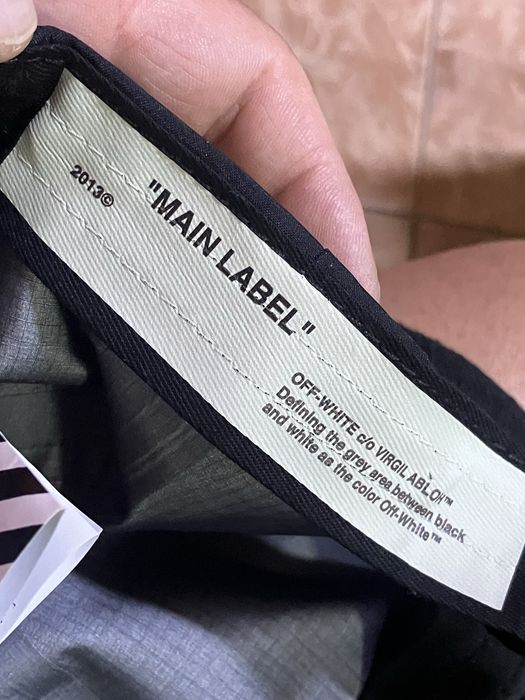 2013©
"MAIN LABEL"
OFF-WHITE c/o VIRGIL ABLOH™
Defining the grey area between black
and white as the color Off-White™